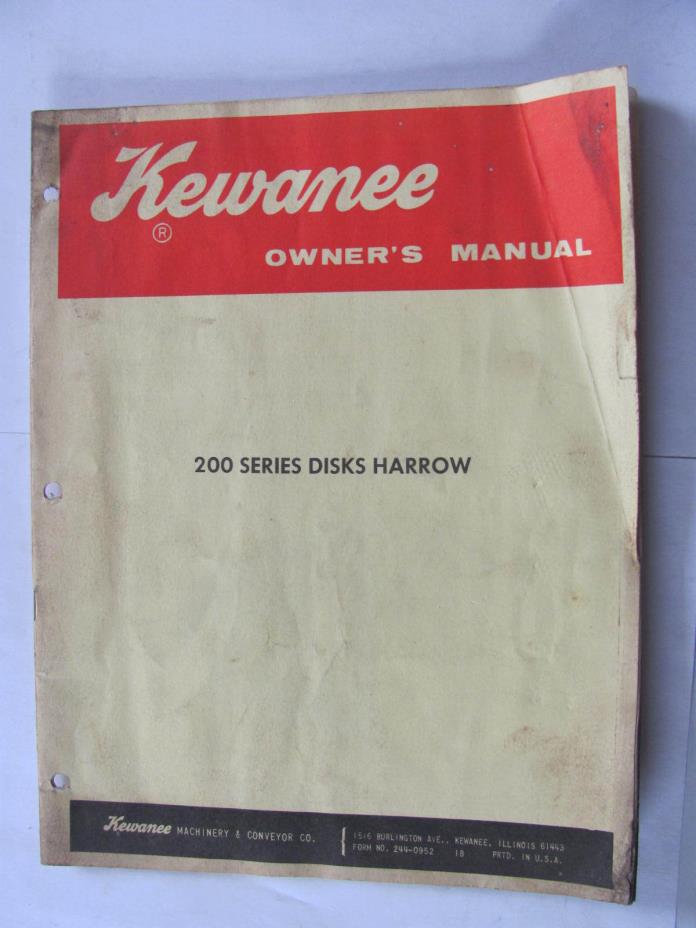 Kewanee
®
OWNER'S MANUAL
200 SERIES DISKS HARROW
Kewanee MACHINERY & CONVEYOR CO.
1516 BURLINGTON AVE., KEWANEE, ILLINOIS 61443
FORM NO. 244-0952 18 PRTD. IN U.S.A.